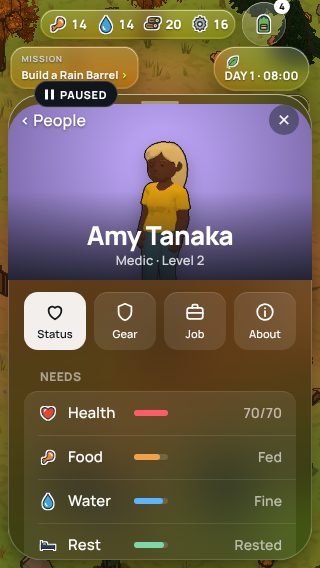 14 14 20 16 4
MISSION
Build a Rain Barrel ›
DAY 1 · 08:00
PAUSED
‹ People
Amy Tanaka
Medic · Level 2
Status Gear Job About
NEEDS
Health 70/70
Food Fed
Water Fine
Rest Rested